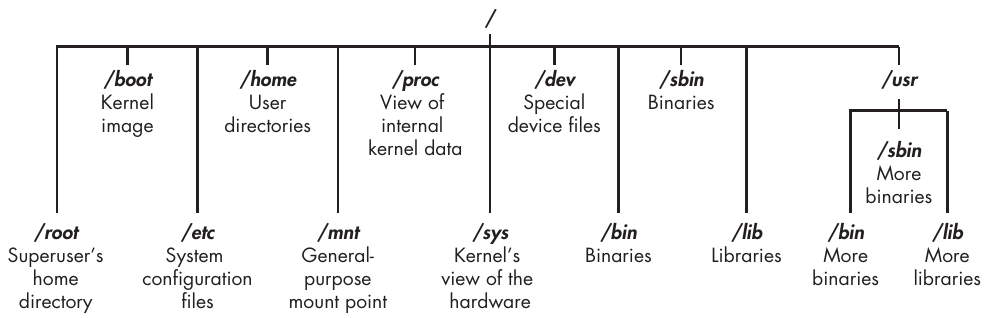 /
/boot
Kernel
image
/home
User
directories
/proc
View of
internal
kernel data
/dev
Special
device files
/sbin
Binaries
/usr
/sbin
More
binaries
/root
Superuser's
home
directory
/etc
System
configuration
files
/mnt
General-
purpose
mount point
/sys
Kernel's
view of the
hardware
/bin
Binaries
/lib
Libraries
/bin
More
binaries
/lib
More
libraries